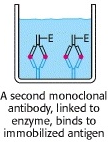 E E
A second monoclonal
antibody, linked to
enzyme, binds to
immobilized antigen